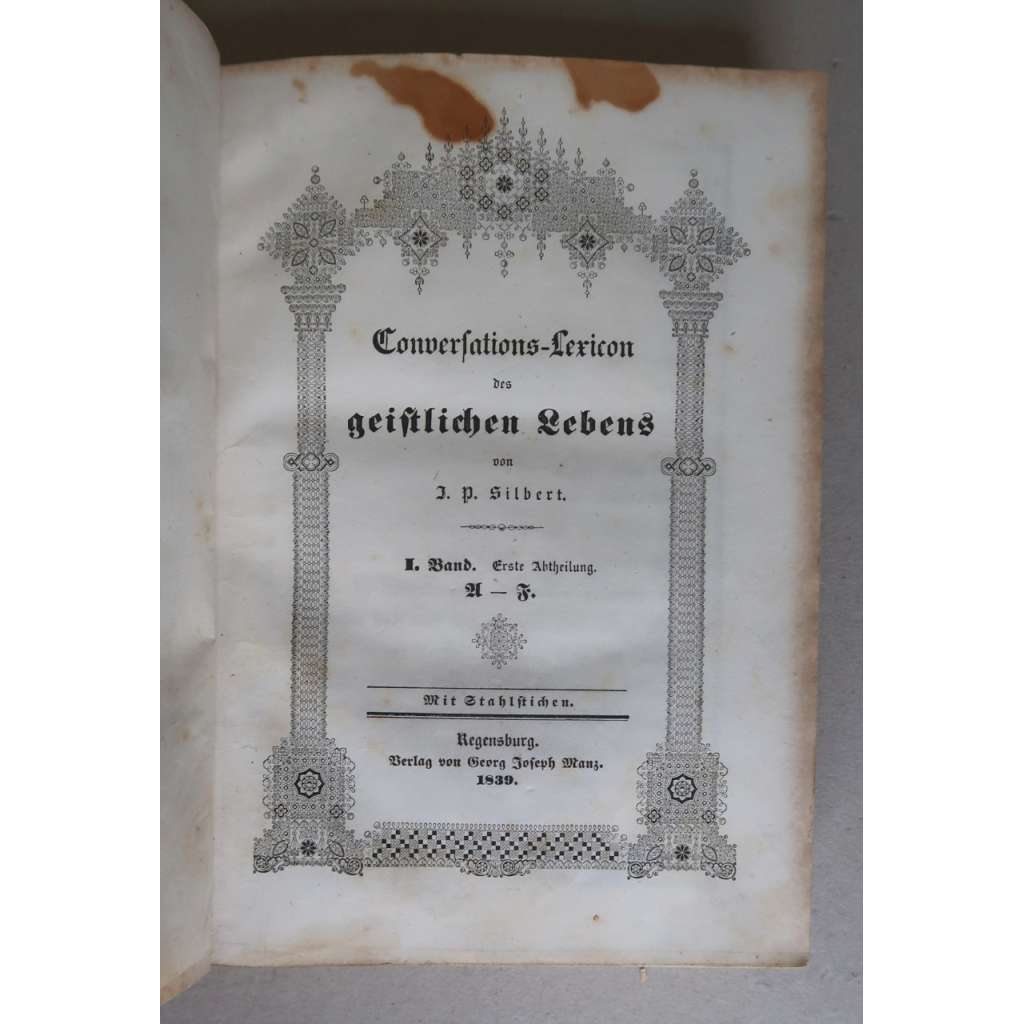 Converſations-Lexicon
des
geiſtlichen Lebens
von
J. P. Silbert.
I. Band. Erste Abtheilung.
A — F.
Mit Stahlſtichen.
Regensburg.
Verlag von Georg Joſeph Manz.
1839.